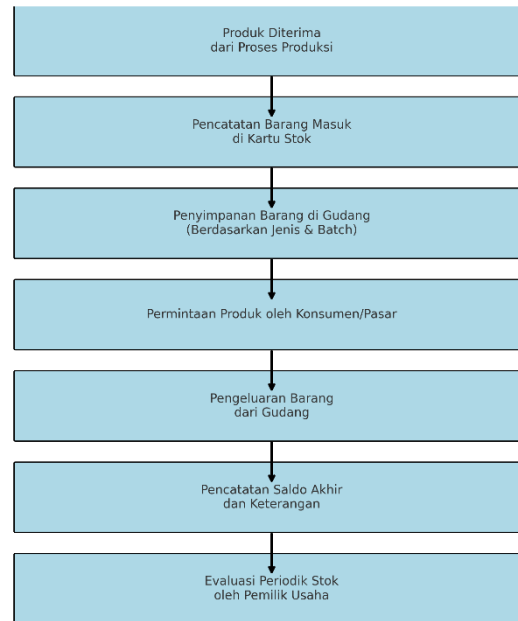 Produk Diterima
dari Proses Produksi
Pencatatan Barang Masuk
di Kartu Stok
Penyimpanan Barang di Gudang
(Berdasarkan Jenis & Batch)
Permintaan Produk oleh Konsumen/Pasar
Pengeluaran Barang
dari Gudang
Pencatatan Saldo Akhir
dan Keterangan
Evaluasi Periodik Stok
oleh Pemilik Usaha